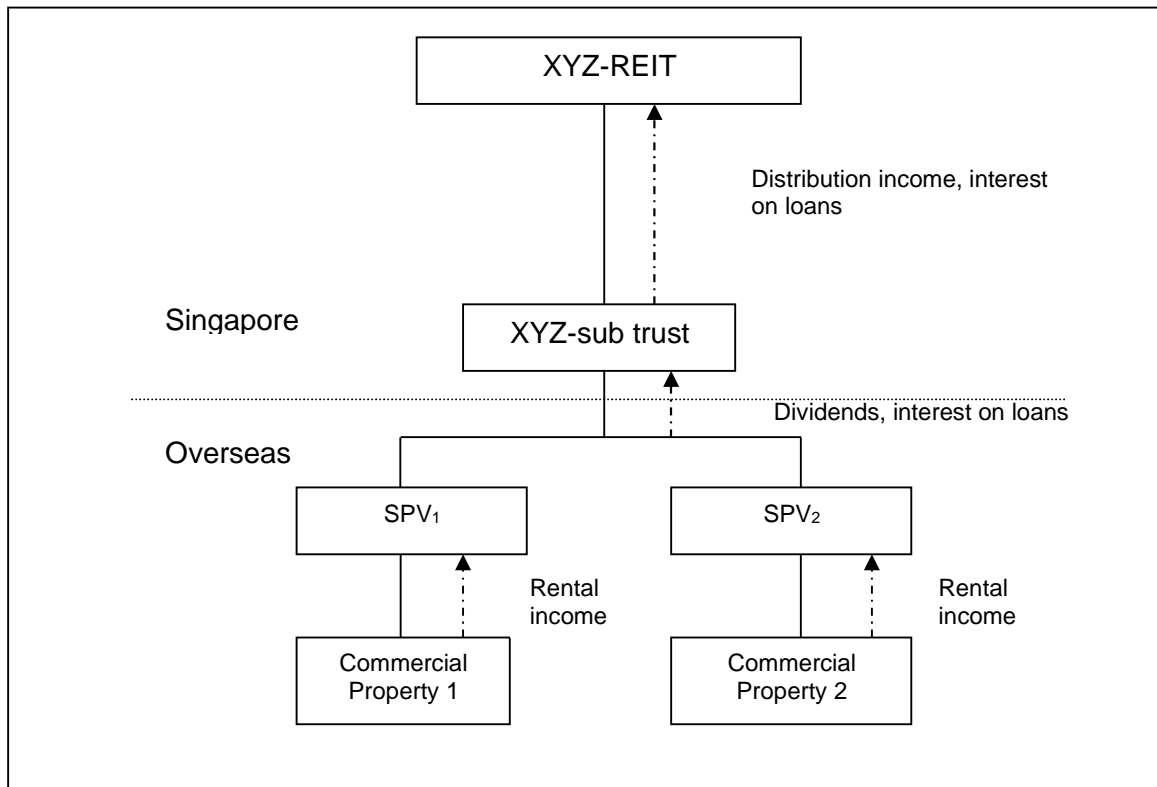 XYZ-REIT
Distribution income, interest
on loans
Singapore
XYZ-sub trust
Dividends, interest on loans
Overseas
SPV₁
SPV₂
Rental
income
Rental
income
Commercial
Property 1
Commercial
Property 2